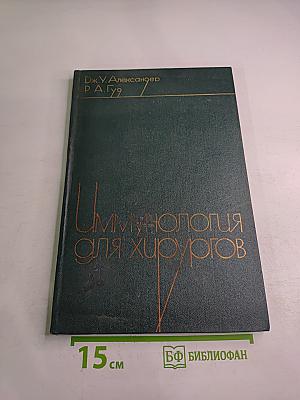 Дж.У. Александер
Р.А. Гуд
Иммунология
для хирургов
15 см
БФ БИБЛИОФАН